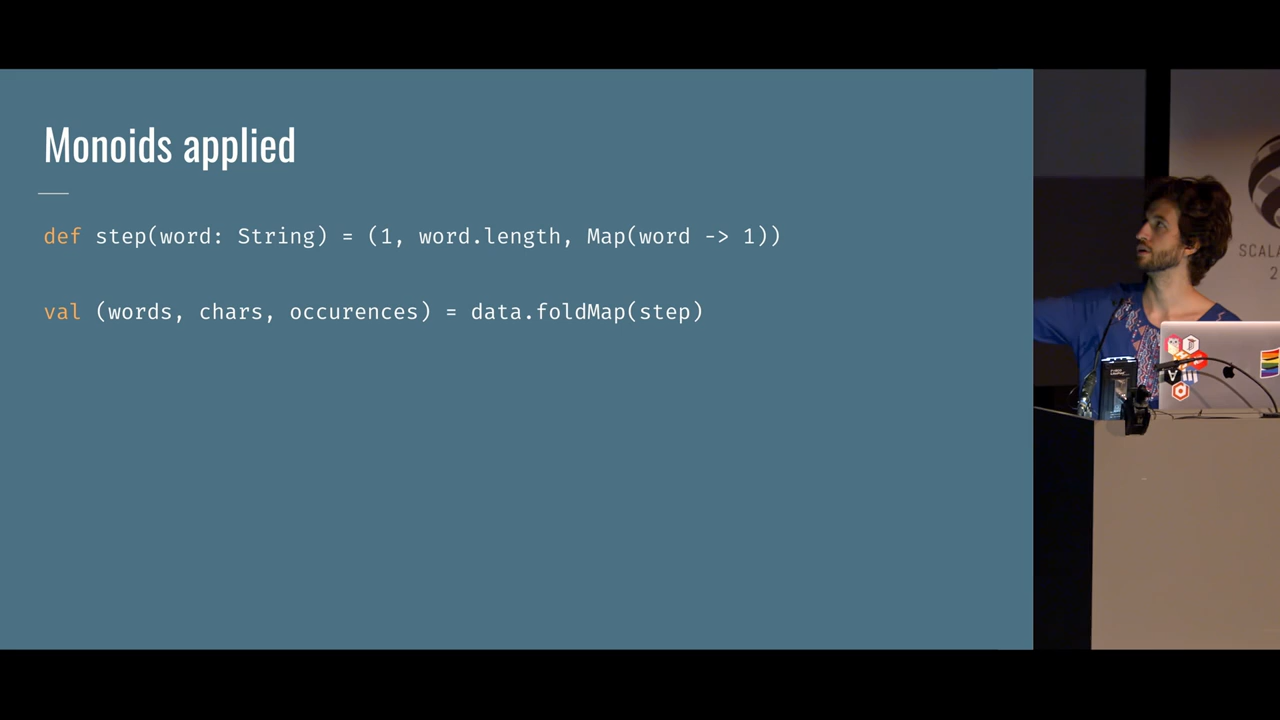 Monoids applied
def step(word: String) = (1, word.length, Map(word -> 1))
val (words, chars, occurences) = data.foldMap(step)
SCALA
2